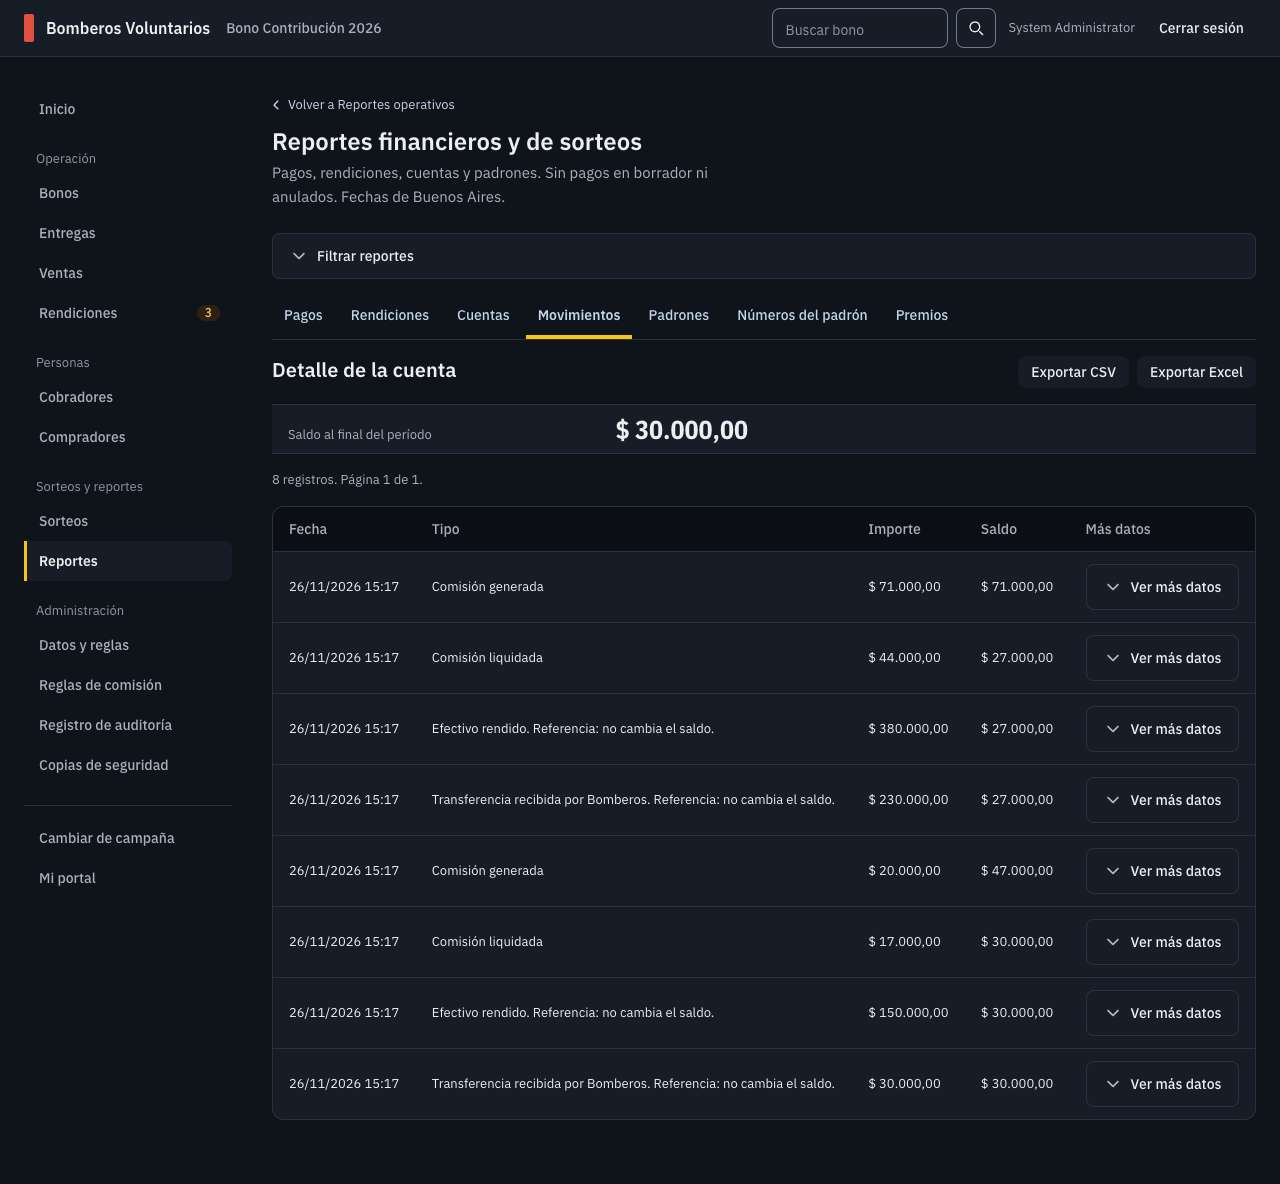 Bomberos Voluntarios Bono Contribución 2026 Buscar bono System Administrator Cerrar sesión
Inicio
Operación
Bonos
Entregas
Ventas
Rendiciones 3
Personas
Cobradores
Compradores
Sorteos y reportes
Sorteos
Reportes
Administración
Datos y reglas
Reglas de comisión
Registro de auditoría
Copias de seguridad
Cambiar de campaña
Mi portal
Volver a Reportes operativos
Reportes financieros y de sorteos
Pagos, rendiciones, cuentas y padrones. Sin pagos en borrador ni
anulados. Fechas de Buenos Aires.
Filtrar reportes
Pagos Rendiciones Cuentas Movimientos Padrones Números del padrón Premios
Detalle de la cuenta Exportar CSV Exportar Excel
Saldo al final del período $ 30.000,00
8 registros. Página 1 de 1.
Fecha Tipo Importe Saldo Más datos
26/11/2026 15:17 Comisión generada $ 71.000,00 $ 71.000,00 Ver más datos
26/11/2026 15:17 Comisión liquidada $ 44.000,00 $ 27.000,00 Ver más datos
26/11/2026 15:17 Efectivo rendido. Referencia: no cambia el saldo. $ 380.000,00 $ 27.000,00 Ver más datos
26/11/2026 15:17 Transferencia recibida por Bomberos. Referencia: no cambia el saldo. $ 230.000,00 $ 27.000,00 Ver más datos
26/11/2026 15:17 Comisión generada $ 20.000,00 $ 47.000,00 Ver más datos
26/11/2026 15:17 Comisión liquidada $ 17.000,00 $ 30.000,00 Ver más datos
26/11/2026 15:17 Efectivo rendido. Referencia: no cambia el saldo. $ 150.000,00 $ 30.000,00 Ver más datos
26/11/2026 15:17 Transferencia recibida por Bomberos. Referencia: no cambia el saldo. $ 30.000,00 $ 30.000,00 Ver más datos